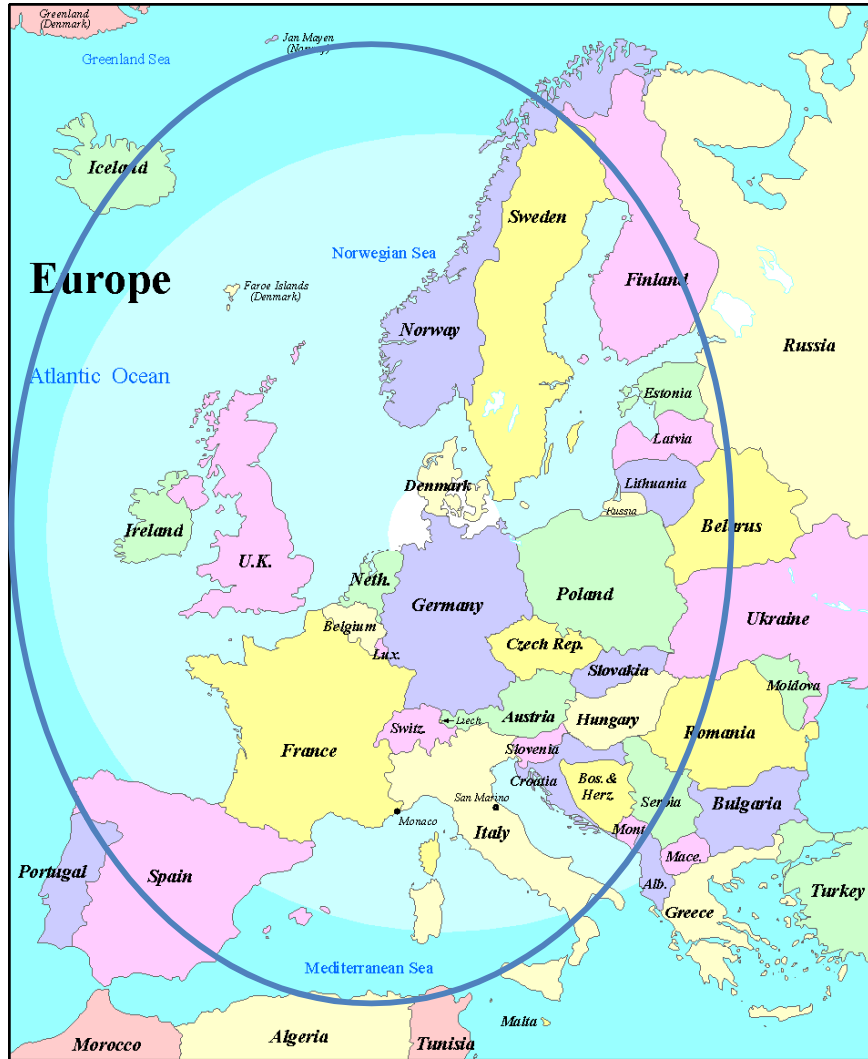 Greenland
(Denmark)
Jan Mayen
(Norway)
Greenland Sea
Iceland
Sweden
Norwegian Sea
Europe
Faroe Islands
(Denmark)
Finland
Norway
Russia
Atlantic Ocean
Estonia
Latvia
Denmark
Lithuania
Russia
Ireland
Belarus
U.K.
Neth.
Germany
Poland
Belgium
Ukraine
Czech Rep.
Lux.
Slovakia
Moldova
Liech
Austria
Hungary
Switz.
Romania
France
Slovenia
Croatia
Bos. &
Herz.
San Marino
Serbia
Bulgaria
Monaco
Italy
Mont
Mace.
Portugal
Spain
Alb.
Turkey
Greece
Mediterranean Sea
Malta
Algeria
Morocco
Tunisia